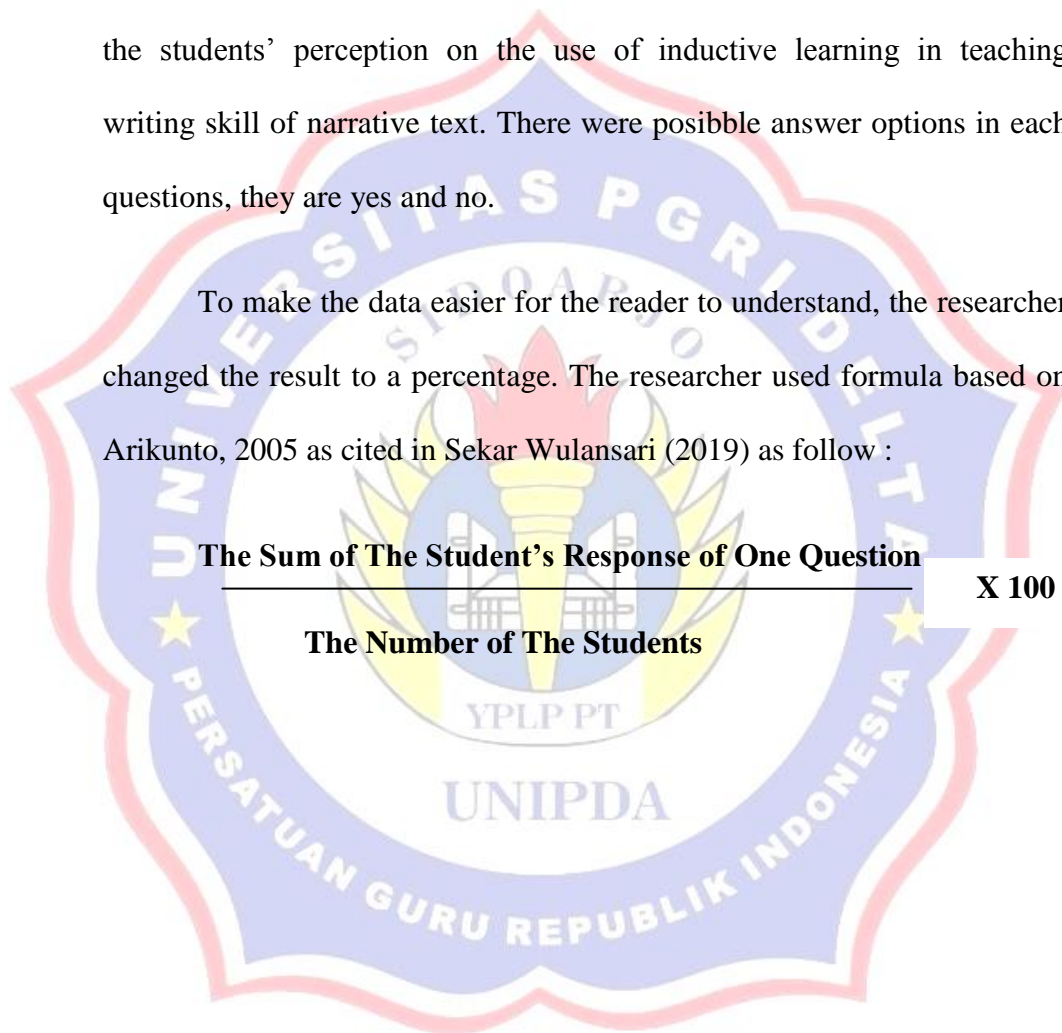 the students’ perception on the use of inductive learning in teaching
writing skill of narrative text. There were posibble answer options in each
questions, they are yes and no.
To make the data easier for the reader to understand, the researcher
changed the result to a percentage. The researcher used formula based on
Arikunto, 2005 as cited in Sekar Wulansari (2019) as follow :
The Sum of The Student’s Response of One Question
X 100
The Number of The Students
UNIVERSITAS PGRI DELTA
SIDOARJO
YPLP PT
UNIPDA
PERSATUAN GURU REPUBLIK INDONESIA